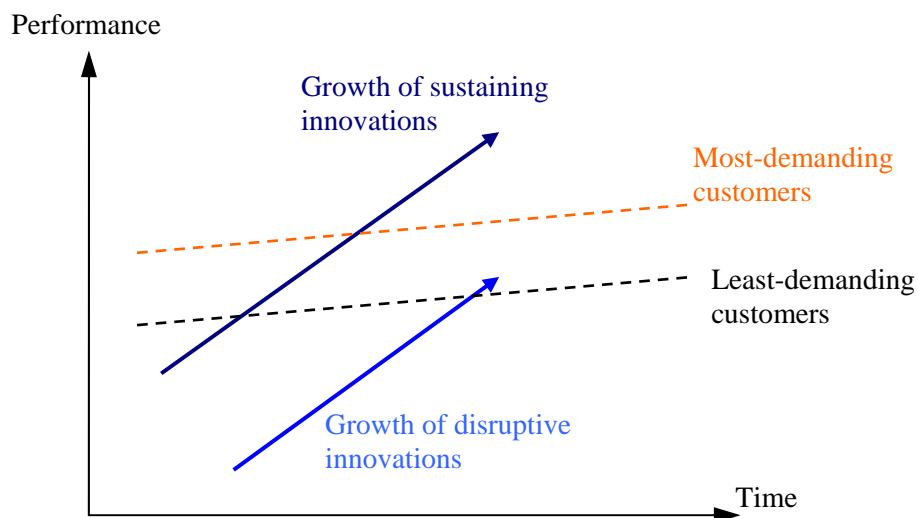 Performance
Growth of sustaining
innovations
Most-demanding
customers
Least-demanding
customers
Growth of disruptive
innovations
Time